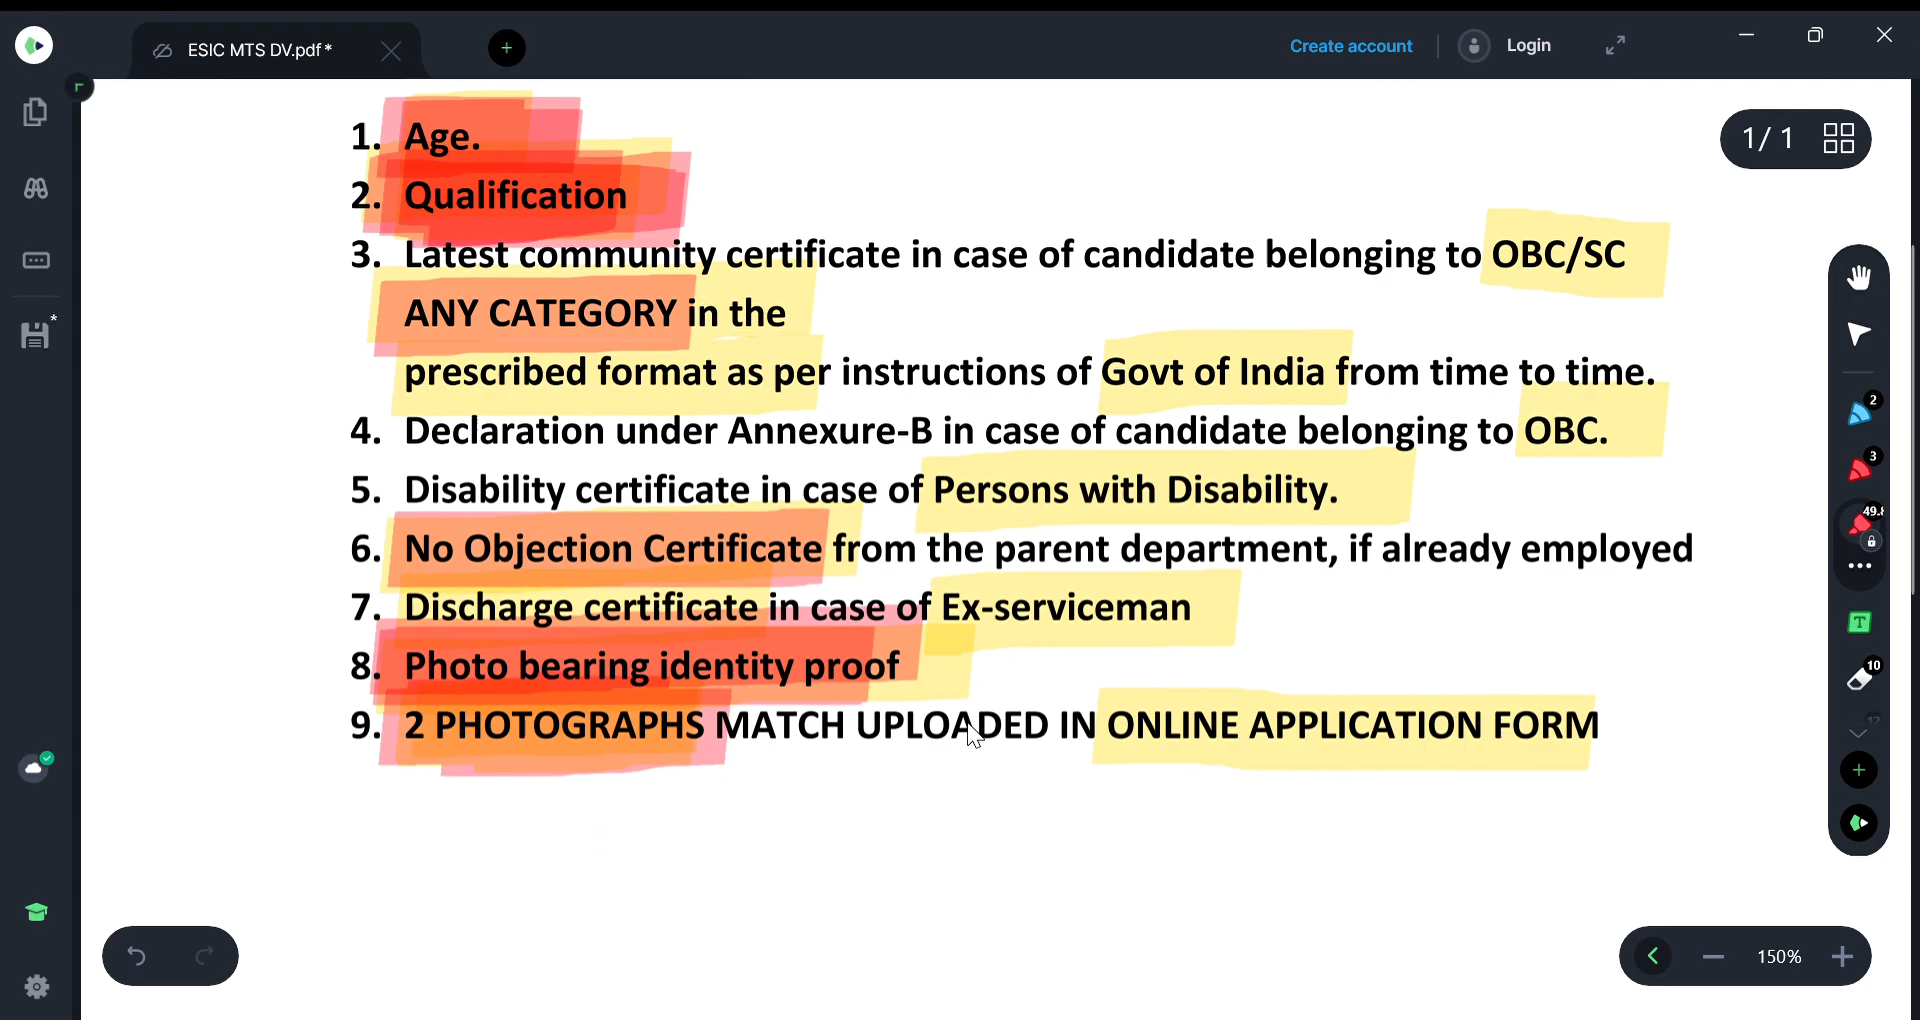 ESIC MTS DV.pdf*
Create account
Login
1/ 1
1. Age.
2. Qualification
3. Latest community certificate in case of candidate belonging to OBC/SC
ANY CATEGORY in the
prescribed format as per instructions of Govt of India from time to time.
4. Declaration under Annexure-B in case of candidate belonging to OBC.
5. Disability certificate in case of Persons with Disability.
6. No Objection Certificate from the parent department, if already employed
7. Discharge certificate in case of Ex-serviceman
8. Photo bearing identity proof
9. 2 PHOTOGRAPHS MATCH UPLOADED IN ONLINE APPLICATION FORM
2
3
T
10
150%